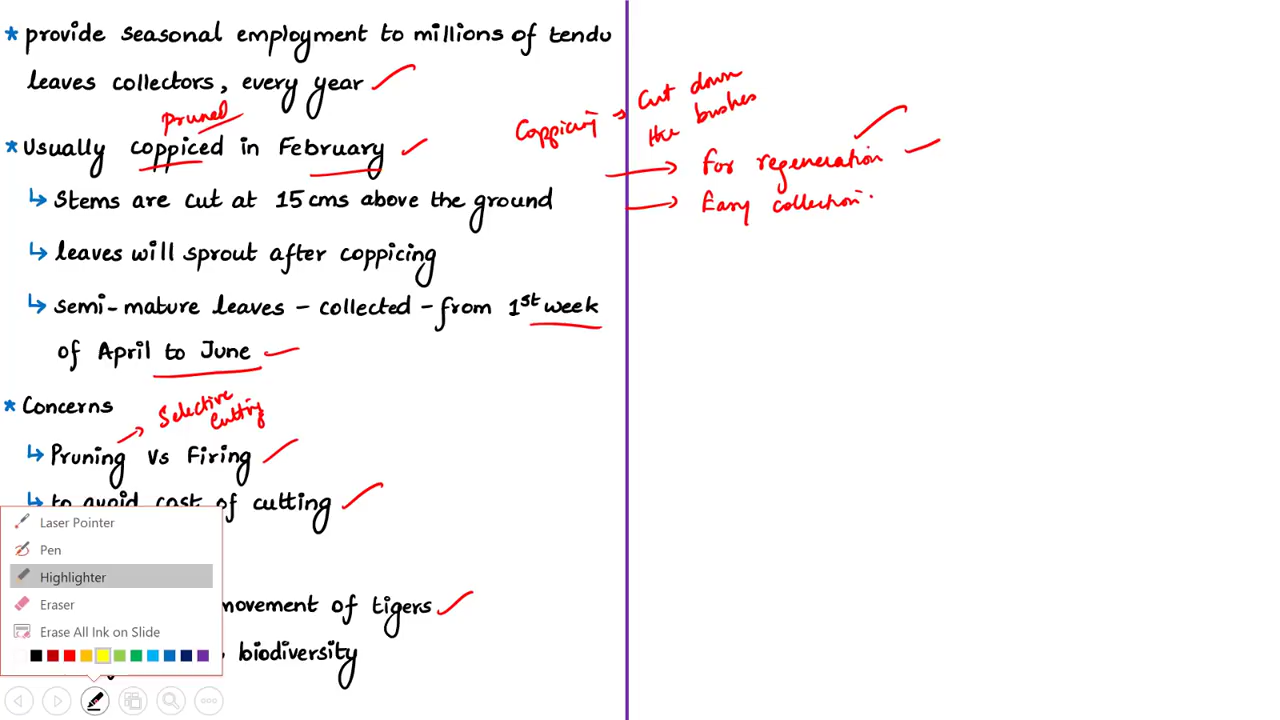 * provide seasonal employment to millions of tendu
leaves collectors, every year
pruned
* Usually coppiced in February
↳ Stems are cut at 15 cms above the ground
↳ leaves will sprout after coppicing
↳ semi-mature leaves - collected - from 1st week
of April to June
* Concerns
Selective
cutting
↳ Pruning Vs Firing
↳ to avoid cost of cutting
movement of tigers
biodiversity
Coppicing → Cut down
the bushes
→ For regeneration
→ Easy collection
Laser Pointer
Pen
Highlighter
Eraser
Erase All Ink on Slide